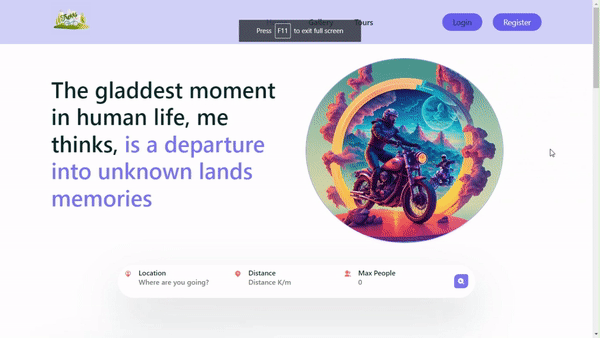 Gallery
Tours
Press F11 to exit full screen
Login
Register
The gladdest moment
in human life, me
thinks, is a departure
into unknown lands
memories
Location
Where are you going?
Distance
Distance K/m
Max People
0